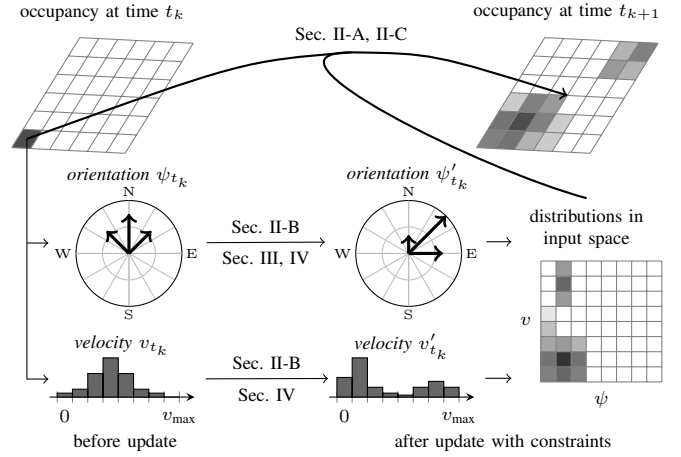 occupancy at time t_k
occupancy at time t_{k+1}
Sec. II-A, II-C
orientation ψ_{t_k}
orientation ψ′_{t_k}
N
N
W
E
W
E
S
S
Sec. II-B
Sec. III, IV
distributions in
input space
velocity v_{t_k}
velocity v′_{t_k}
Sec. II-B
Sec. IV
v
ψ
0
v_max
0
v_max
before update
after update with constraints